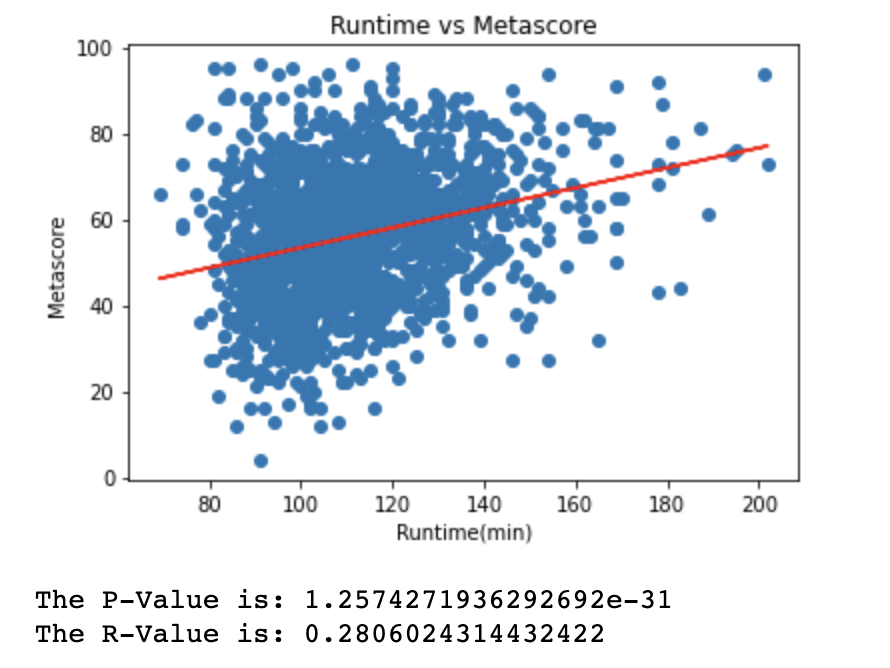 Runtime vs Metascore
100
80
60
40
20
0
Metascore
80 100 120 140 160 180 200
Runtime(min)
The P-Value is: 1.2574271936292692e-31
The R-Value is: 0.2806024314432422